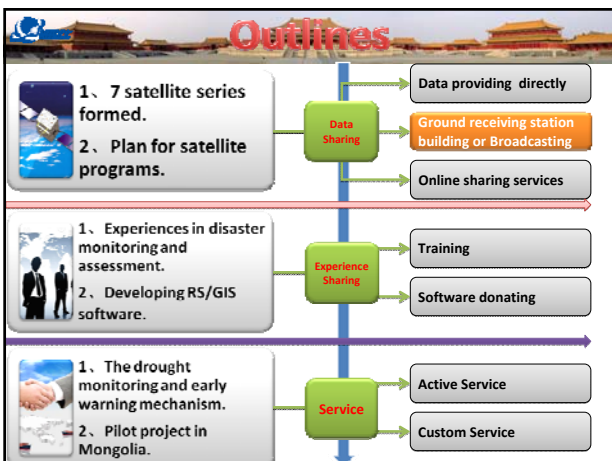 Outlines
1、7 satellite series
formed.
2、Plan for satellite
programs.
Data
Sharing
Data providing directly
Ground receiving station
building or Broadcasting
Online sharing services
1、Experiences in disaster
monitoring and
assessment.
2、Developing RS/GIS
software.
Experience
Sharing
Training
Software donating
1、The drought
monitoring and early
warning mechanism.
2、Pilot project in
Mongolia.
Service
Active Service
Custom Service